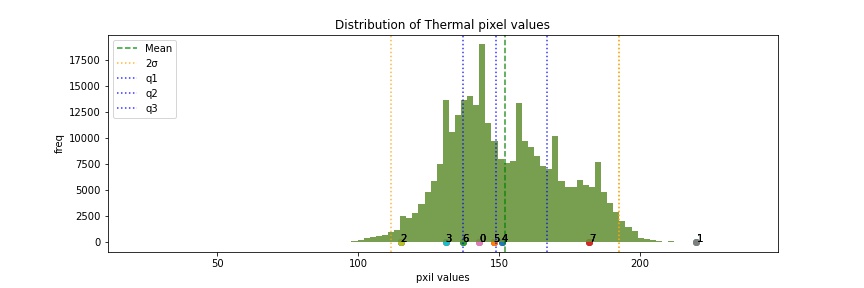 Distribution of Thermal pixel values
Mean
2σ
q1
q2
q3
freq
17500
15000
12500
10000
7500
5000
2500
0
2 3 6 0 5 4 7 1
50 100 150 200
pxil values